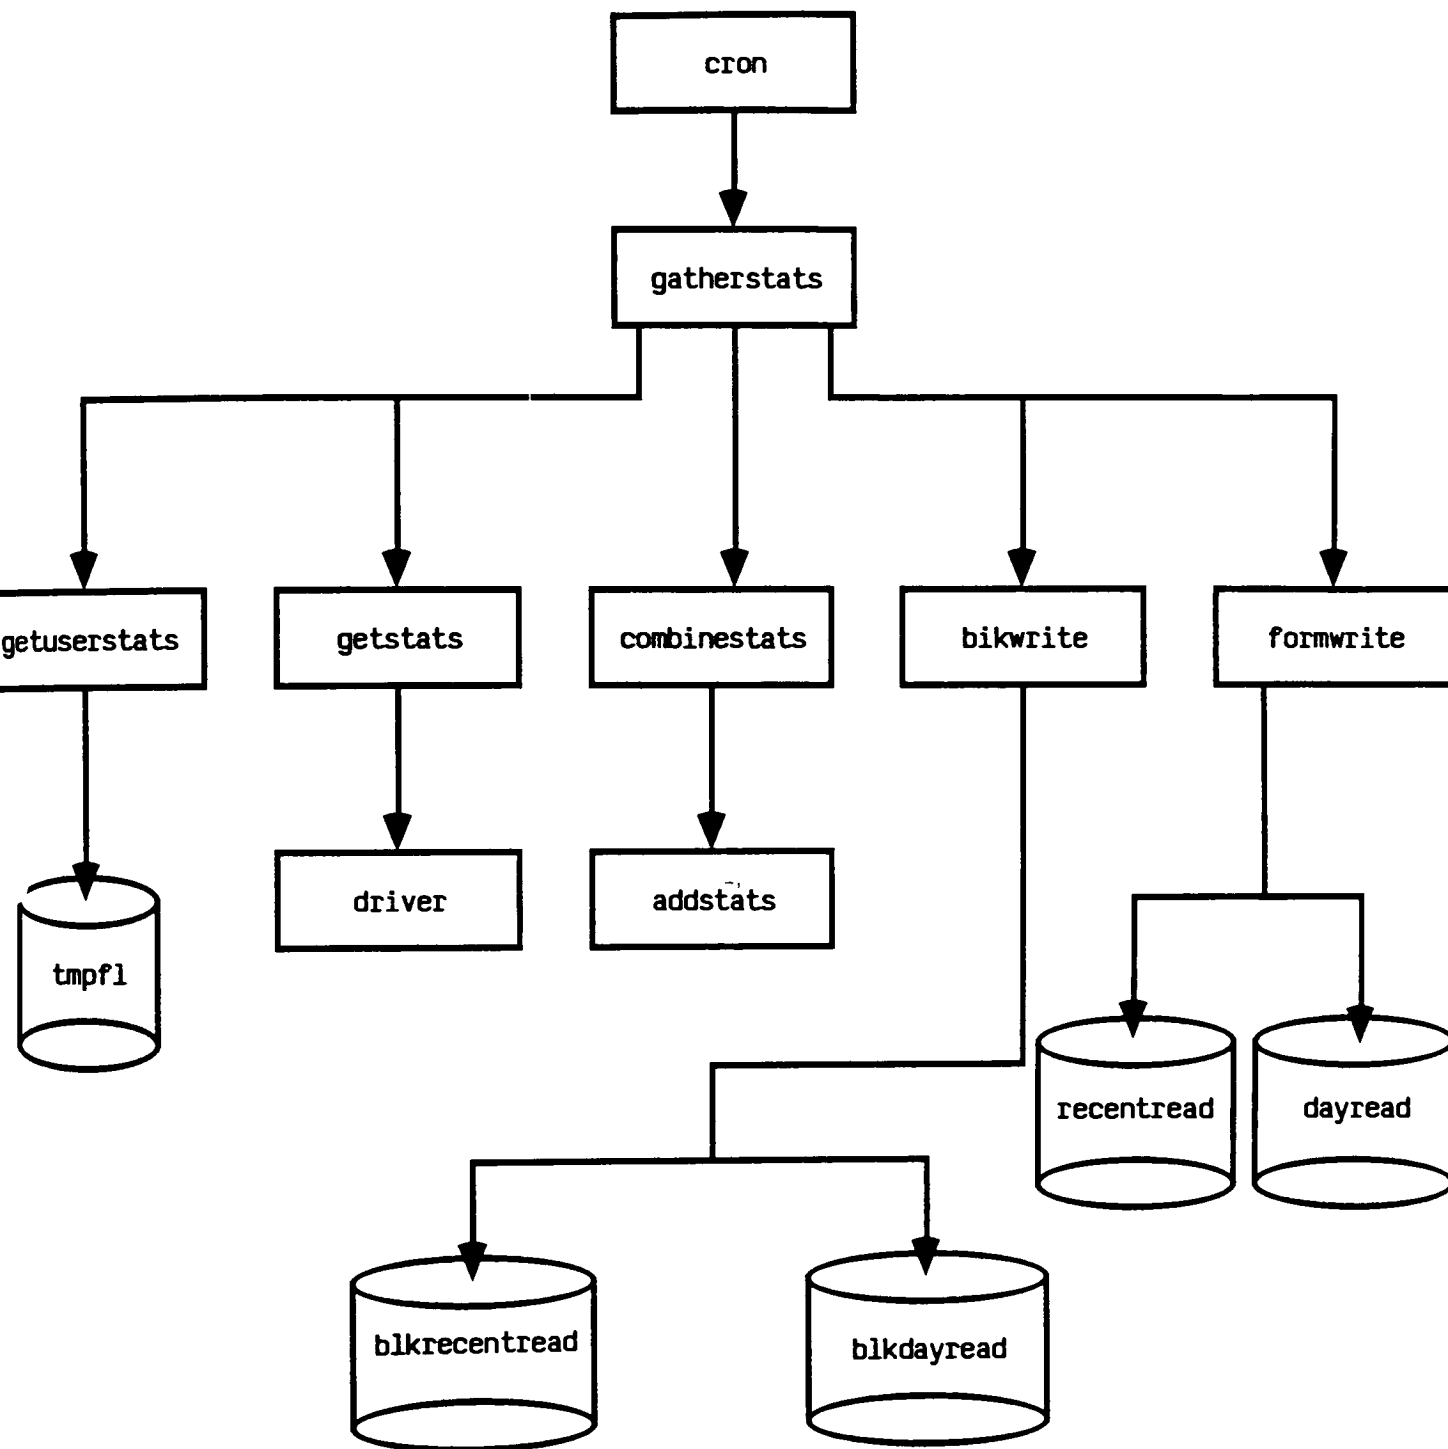 cron
gatherstats
getuserstats
getstats
combinestats
bikwrite
formwrite
driver
addstats
tmpfl
recentread
dayread
blkrecentread
blkdayread